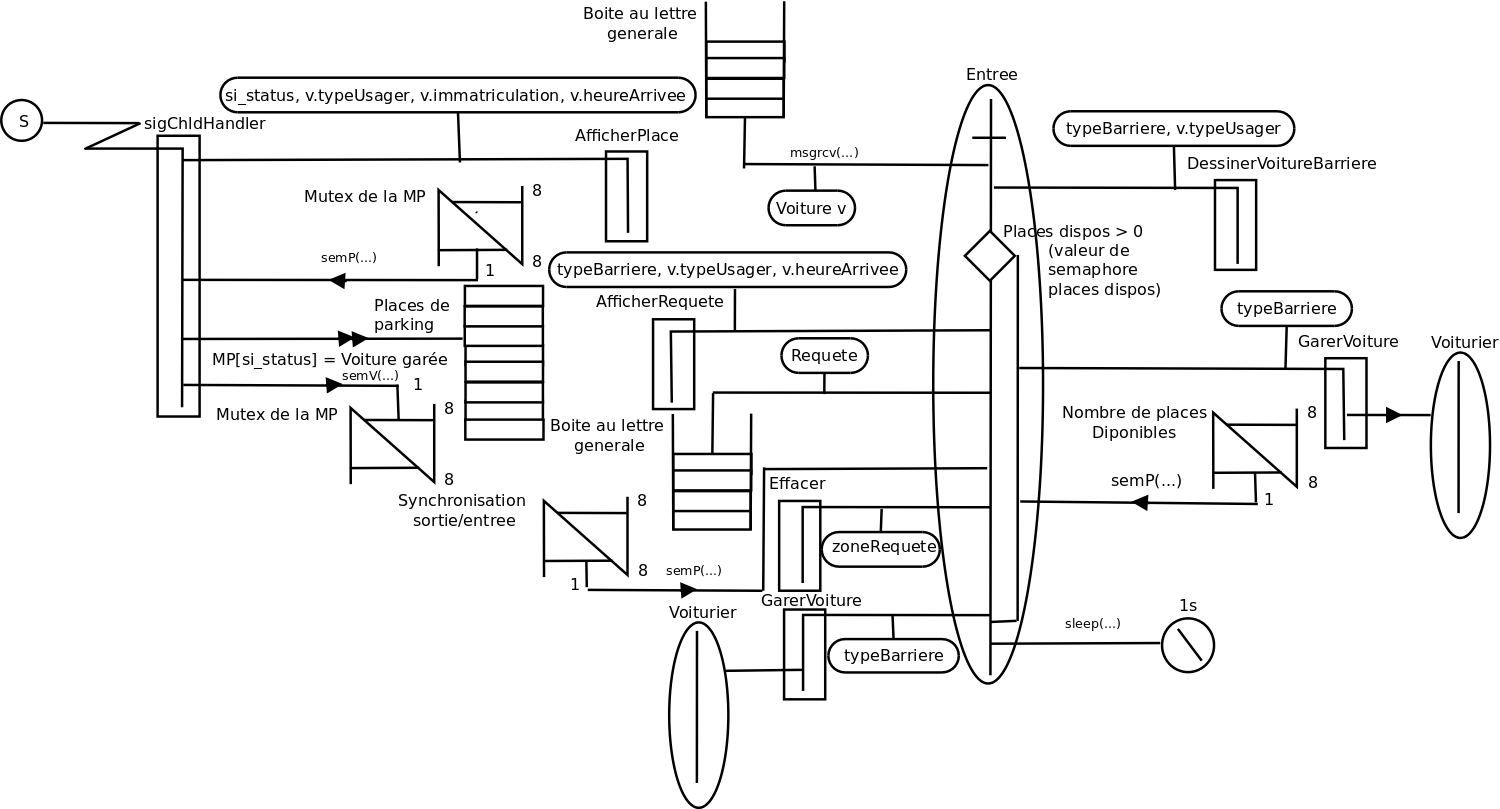 Boite au lettre
generale
Entree
si_status, v.typeUsager, v.immatriculation, v.heureArrivee
S
sigChldHandler
AfficherPlace
typeBarriere, v.typeUsager
msgrcv(...)
DessinerVoitureBarriere
Mutex de la MP
8
Voiture v
Places dispos > 0
(valeur de
semaphore
places dispos)
semP(...)
8
1
typeBarriere, v.typeUsager, v.heureArrivee
AfficherRequete
Places de
parking
typeBarriere
GarerVoiture
Voiturier
MP[si_status] = Voiture garée
Requete
semV(...)
1
Mutex de la MP
8
8
Boite au lettre
generale
Nombre de places
Diponibles
8
8
semP(...)
1
Synchronisation
sortie/entree
8
8
1
semP(...)
Effacer
zoneRequete
GarerVoiture
Voiturier
typeBarriere
sleep(...)
1s